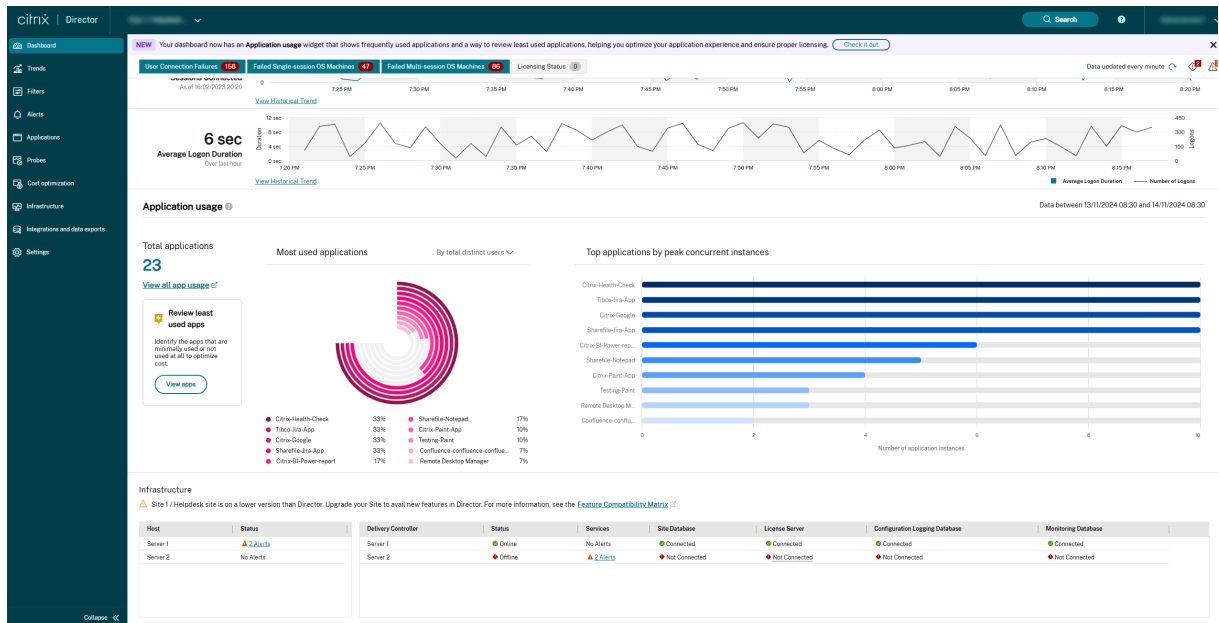 citrix | Director
Search
Dashboard
Trends
Filters
Alerts
Applications
Probes
Cost optimization
Infrastructure
Integrations and data exports
Settings
Collapse
NEW Your dashboard now has an Application usage widget that shows frequently used applications and a way to review least used applications, helping you optimize your application experience and ensure proper licensing. Check it out
User Connection Failures 158 Failed Single-session OS Machines 47 Failed Multi-session OS Machines 86 Licensing Status 0
Data updated every minute
2
As of 16/02/2023 20:20
0
7:25 PM 7:30 PM 7:35 PM 7:40 PM 7:45 PM 7:50 PM 7:55 PM 8:00 PM 8:05 PM 8:10 PM 8:15 PM 8:20 PM
View Historical Trend
6 sec
Average Logon Duration
Over last hour
Duration
12 sec
8 sec
4 sec
0 sec
450
300
150
0
Logons
7:20 PM 7:25 PM 7:30 PM 7:35 PM 7:40 PM 7:45 PM 7:50 PM 7:55 PM 8:00 PM 8:05 PM 8:10 PM 8:15 PM
View Historical Trend
Average Logon Duration Number of Logons
Application usage
Data between 13/11/2024 08:30 and 14/11/2024 08:30
Total applications
23
View all app usage
Review least
used apps
Identify the apps that are
minimally used or not
used at all to optimize
cost.
View apps
Most used applications By total distinct users
Citrix-Health-Check 33%
Tibco-Jira-App 33%
Citrix-Google 33%
Sharefile-Jira-App 33%
Citrix-BI-Power-report 17%
Sharefile-Notepad 17%
Citrix-Paint-App 10%
Testing-Paint 10%
Confluence-confluence-conflue... 7%
Remote Desktop Manager 7%
Top applications by peak concurrent instances
Citrix-Health-Check
Tibco-Jira-App
Citrix-Google
Sharefile-Jira-App
Citrix-BI-Power-rep...
Sharefile-Notepad
Citrix-Paint-App
Testing-Paint
Remote Desktop M...
Confluence-conflu...
0 2 4 6 8 10
Number of application instances
Infrastructure
Site 1 / Helpdesk site is on a lower version than Director. Upgrade your Site to avail new features in Director. For more information, see the Feature Compatibility Matrix
Host Status
Server 1 2 Alerts
Server 2 No Alerts
Delivery Controller Status Services Site Database License Server Configuration Logging Database Monitoring Database
Server 1 Online No Alerts Connected Connected Connected Connected
Server 2 Offline 2 Alerts Not Connected Not Connected Not Connected Not Connected